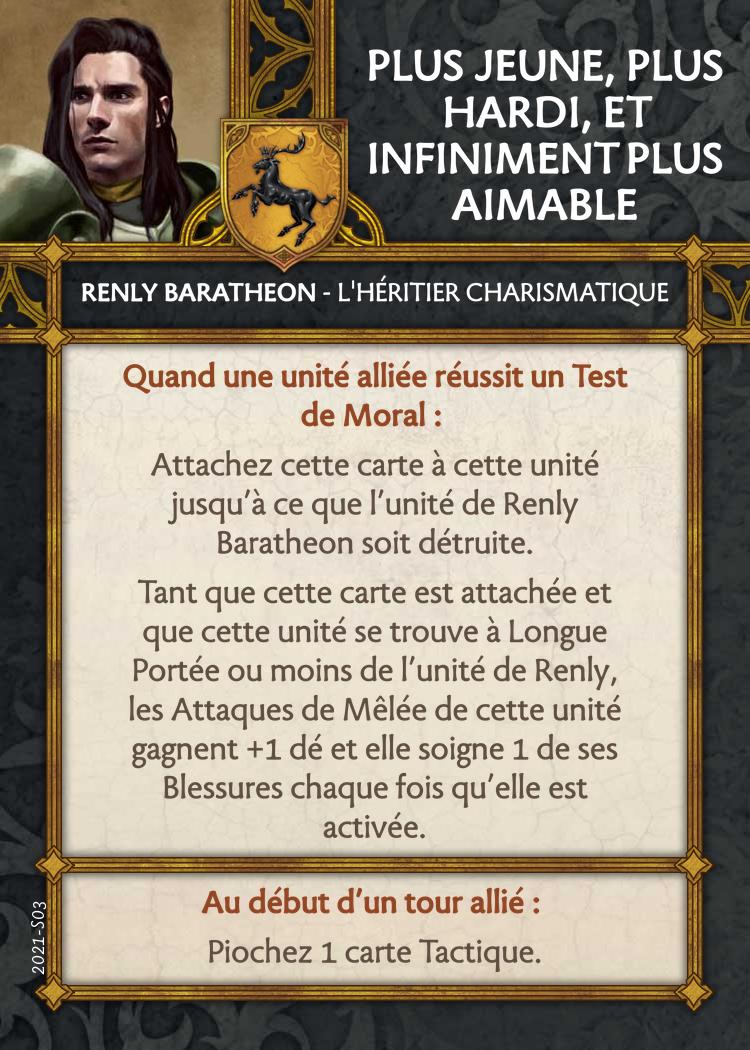 PLUS JEUNE, PLUS
HARDI, ET
INFINIMENT PLUS
AIMABLE
RENLY BARATHEON - L'HÉRITIER CHARISMATIQUE
Quand une unité alliée réussit un Test
de Moral :
Attachez cette carte à cette unité
jusqu’à ce que l’unité de Renly
Baratheon soit détruite.
Tant que cette carte est attachée et
que cette unité se trouve à Longue
Portée ou moins de l’unité de Renly,
les Attaques de Mêlée de cette unité
gagnent +1 dé et elle soigne 1 de ses
Blessures chaque fois qu’elle est
activée.
Au début d’un tour allié :
Piochez 1 carte Tactique.
2021-S03